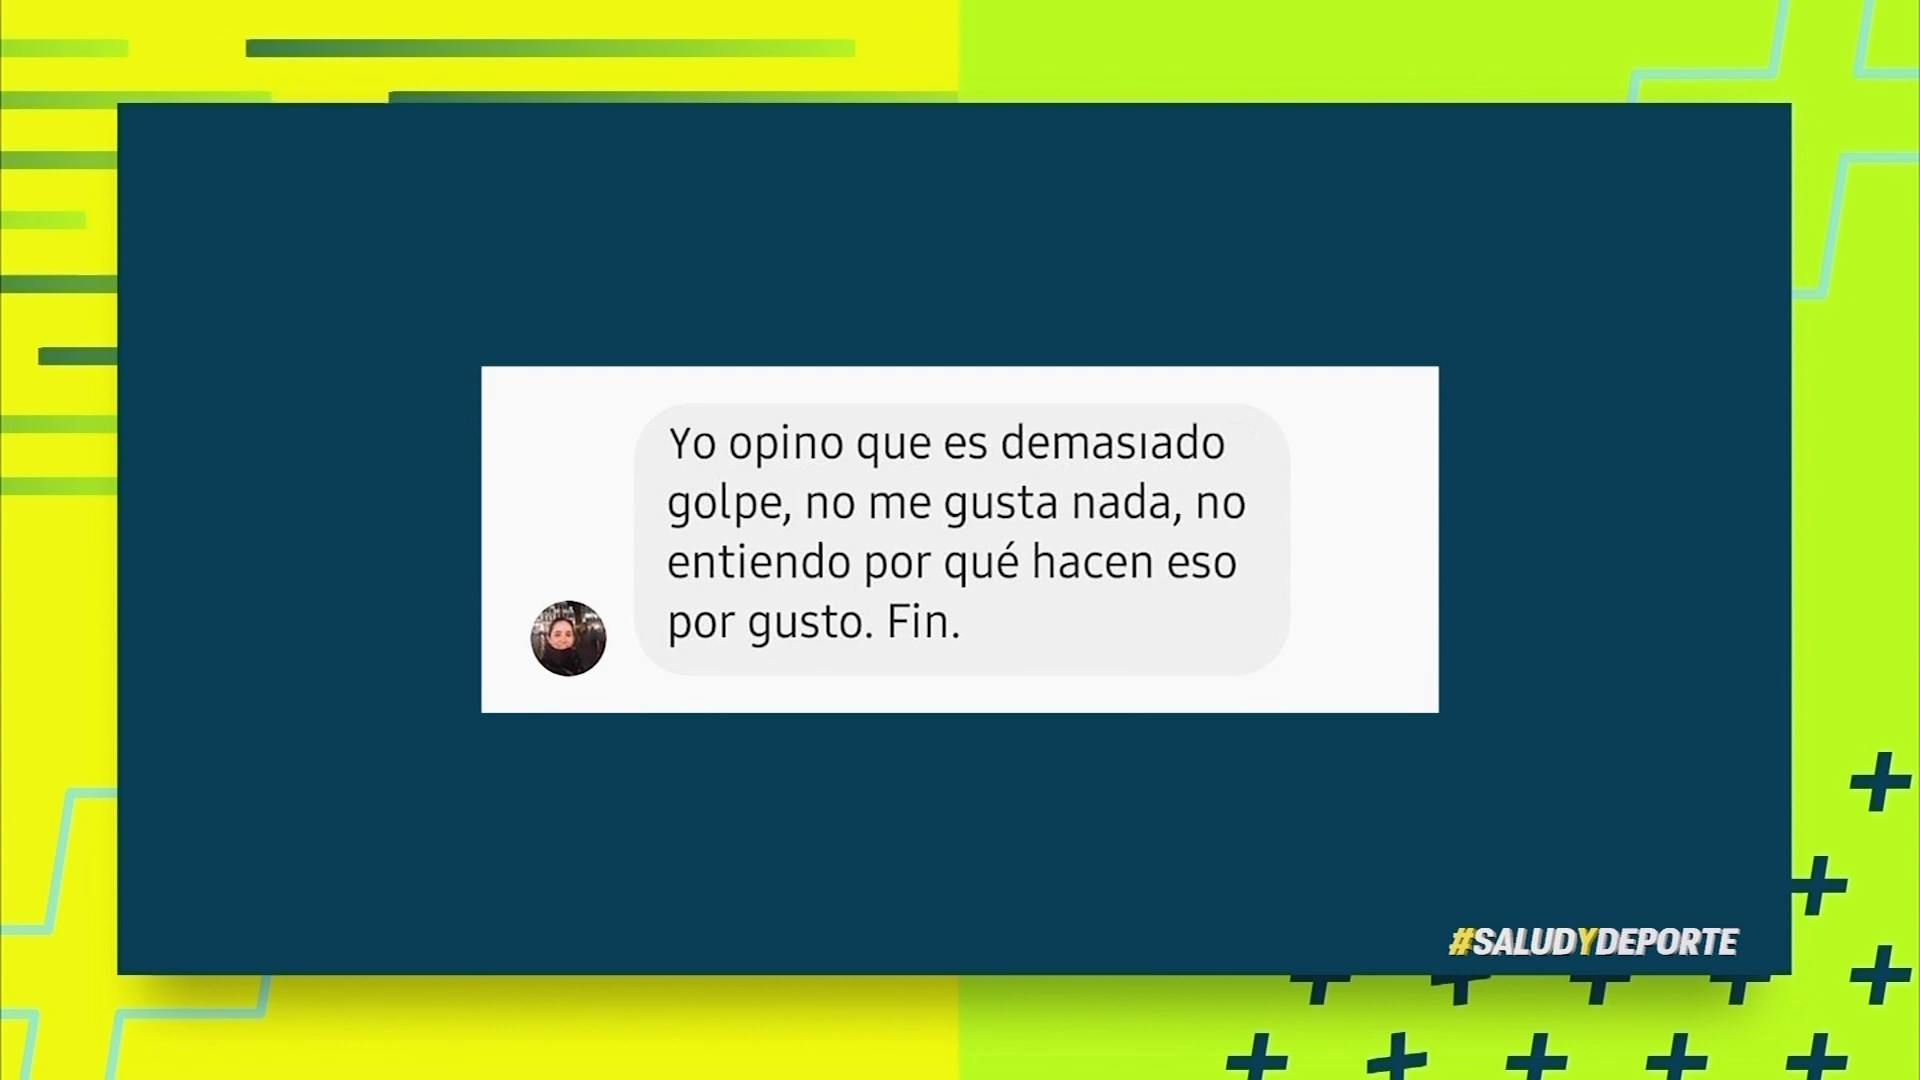 Yo opino que es demasiado
golpe, no me gusta nada, no
entiendo por qué hacen eso
por gusto. Fin.
#SALUDYDEPORTE